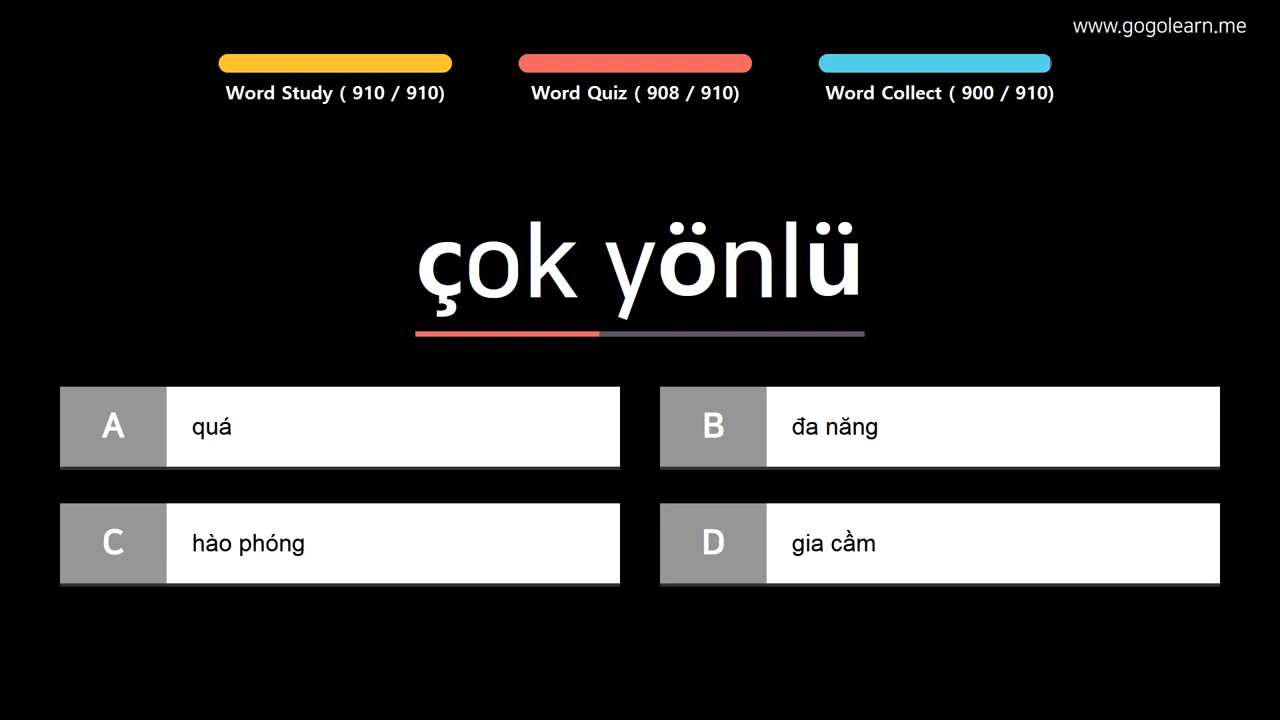 www.gogolearn.me
Word Study ( 910 / 910)
Word Quiz ( 908 / 910)
Word Collect ( 900 / 910)
çok yönlü
A
quá
B
đa năng
C
hào phóng
D
gia cầm